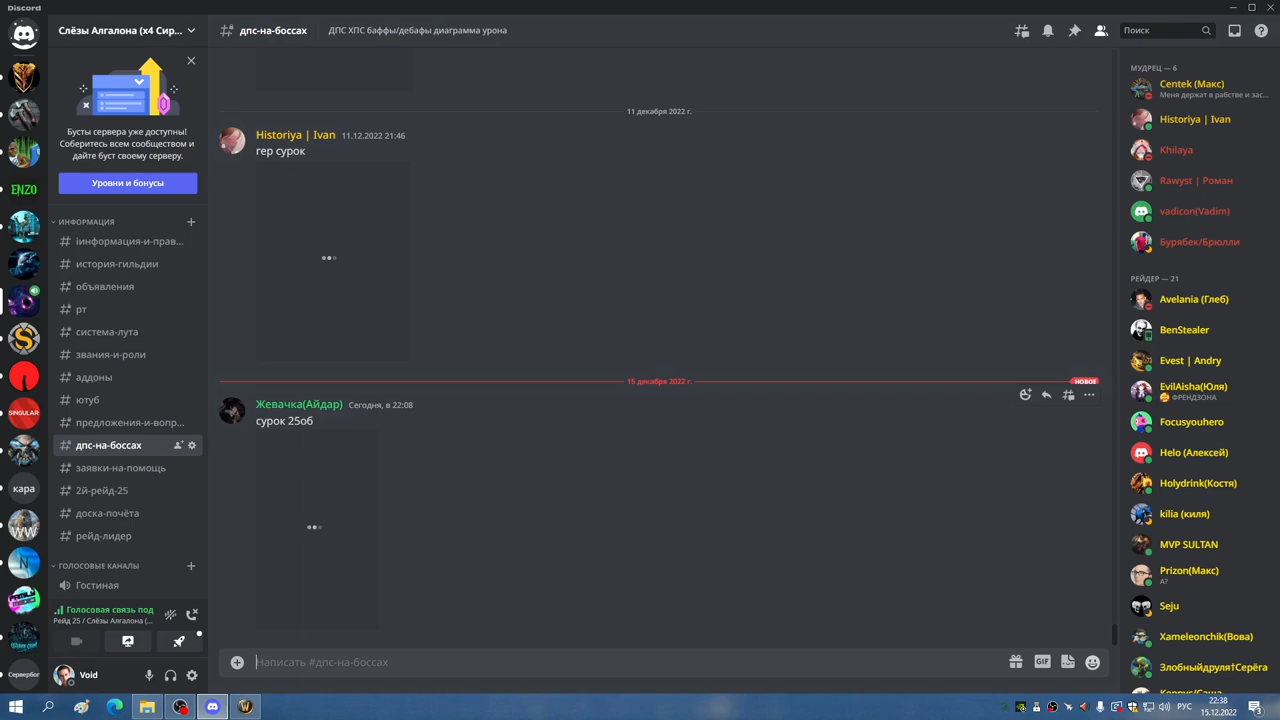 Discord
Слёзы Алгалона (x4 Сир...
дпс-на-боссах
ДПС ХПС баффы/дебафы диаграмма урона
Поиск
Бусты сервера уже доступны!
Соберитесь всем сообществом и
дайте буст своему серверу.
Уровни и бонусы
ENZO
SINGULAR
кара
WW
N
Сервербог
ИНФОРМАЦИЯ
іинформация-и-прав...
история-гильдии
объявления
рт
система-лута
звания-и-роли
аддоны
ютуб
предложения-и-вопр...
дпс-на-боссах
заявки-на-помощь
2й-рейд-25
доска-почёта
рейд-лидер
ГОЛОСОВЫЕ КАНАЛЫ
Гостиная
Голосовая связь под
Рейд 25 / Слёзы Алгалона (...
Void
11 декабря 2022 г.
Historiya | Ivan 11.12.2022 21:46
гер сурок
15 декабря 2022 г.
НОВОЕ
Жевачка(Айдар) Сегодня, в 22:08
сурок 25об
Написать #дпс-на-боссах
GIF
МУДРЕЦ — 6
Centek (Макс)
Меня держат в рабстве и зас...
Historiya | Ivan
Khilaya
Rawyst | Роман
vadicon(Vadim)
Бурябек/Брюлли
РЕЙДЕР — 21
Avelania (Глеб)
BenStealer
Evest | Andry
EvilAisha(Юля)
ФРЕНДЗОНА
Focusyouhero
Helo (Алексей)
Holydrink(Костя)
kilia (киля)
MVP SULTAN
Prizon(Макс)
А?
Seju
Xameleonchik(Вова)
Злобныйдруля†Серёга
РУС
22:38
15.12.2022
3